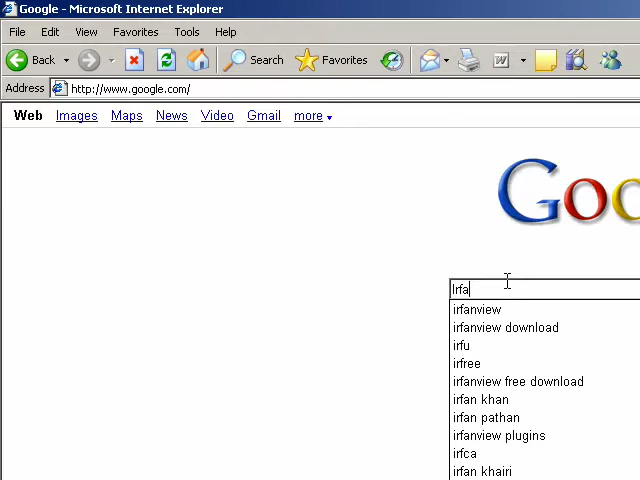 Google - Microsoft Internet Explorer
File Edit View Favorites Tools Help
Back Search Favorites
Address http://www.google.com/
Web Images Maps News Video Gmail more
Goo
Irfa
irfanview
irfanview download
irfu
irfree
irfanview free download
irfan khan
irfan pathan
irfanview plugins
irfca
irfan khairi